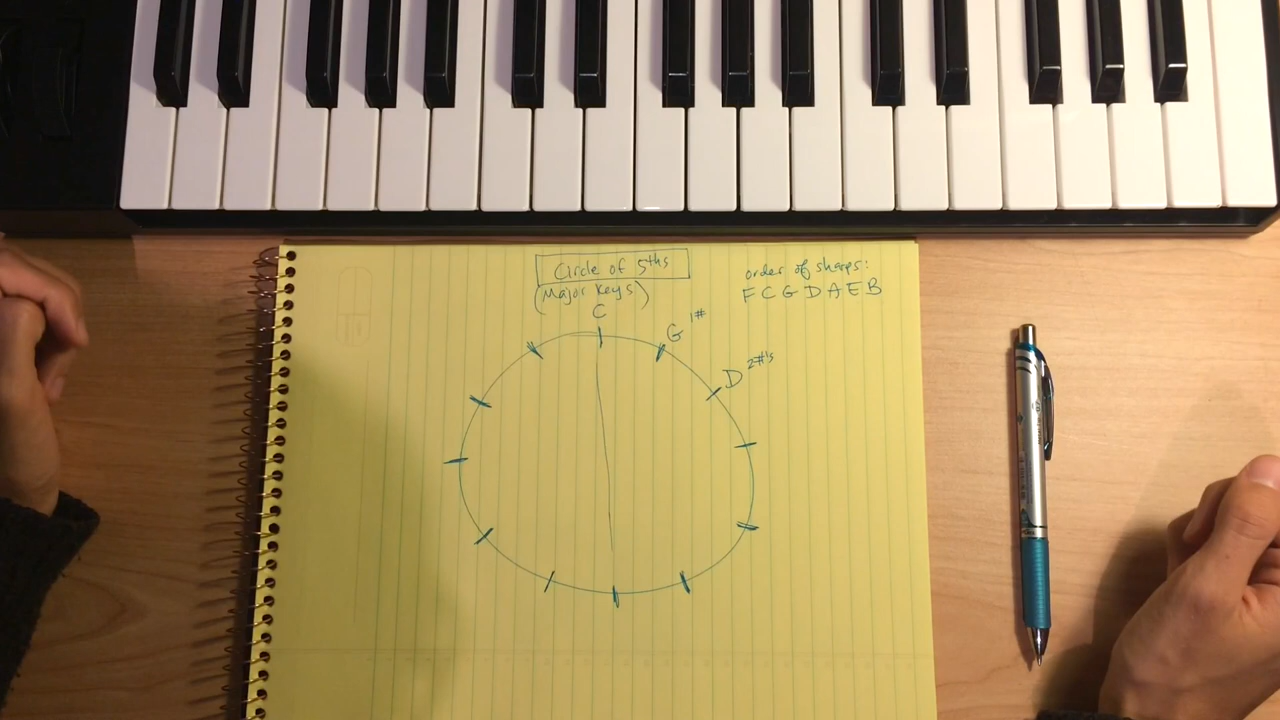 Circle of 5ths
(Major Keys)
order of sharps:
F C G D A E B
C
G 1#
D 2#'s